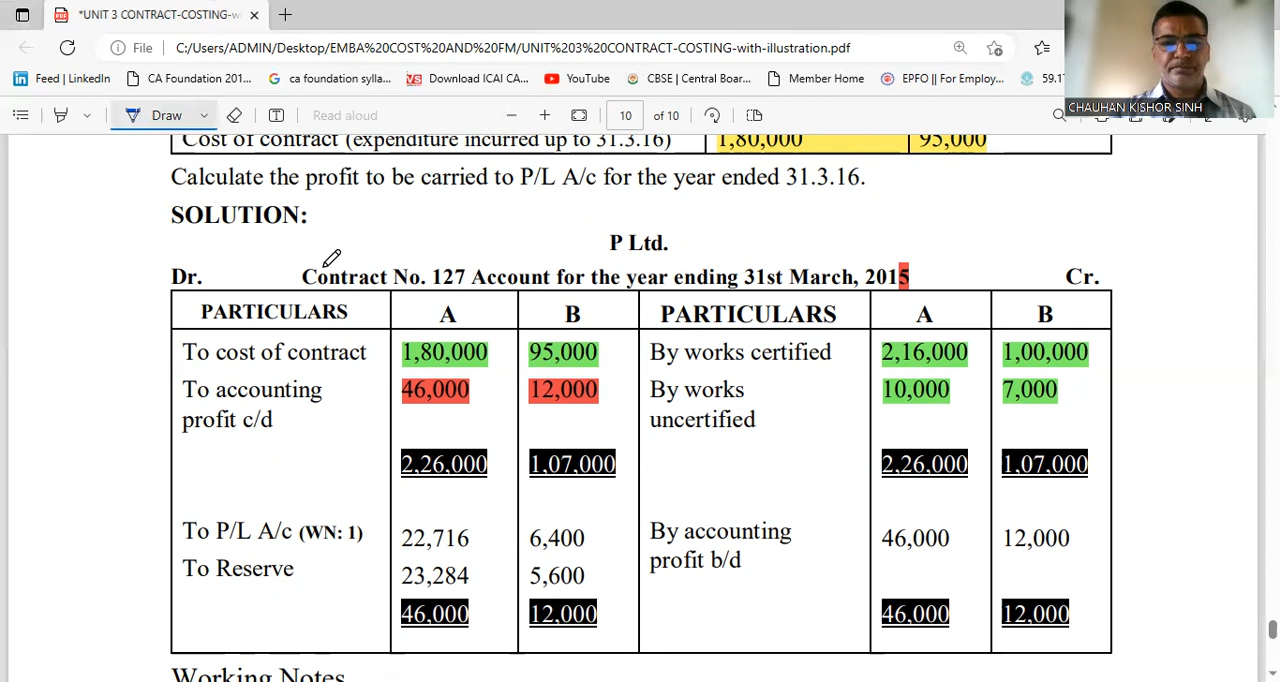 *UNIT 3 CONTRACT-COSTING-w
File C:/Users/ADMIN/Desktop/EMBA%20COST%20AND%20FM/UNIT%203%20CONTRACT-COSTING-with-illustration.pdf
Feed | LinkedIn CA Foundation 201... ca foundation sylla... Download ICAI CA... YouTube CBSE | Central Boar... Member Home EPFO || For Employ... 59.1
Draw Read aloud 10 of 10
CHAUHAN KISHOR SINH
Cost of contract (expenditure incurred up to 31.3.16) 1,80,000 95,000
Calculate the profit to be carried to P/L A/c for the year ended 31.3.16.
SOLUTION:
P Ltd.
Dr. Contract No. 127 Account for the year ending 31st March, 2015 Cr.
PARTICULARS A B PARTICULARS A B
To cost of contract 1,80,000 95,000 By works certified 2,16,000 1,00,000
To accounting 46,000 12,000 By works 10,000 7,000
profit c/d uncertified
2,26,000 1,07,000 2,26,000 1,07,000
To P/L A/c (WN: 1) 22,716 6,400 By accounting 46,000 12,000
profit b/d
To Reserve 23,284 5,600
46,000 12,000 46,000 12,000
Working Notes